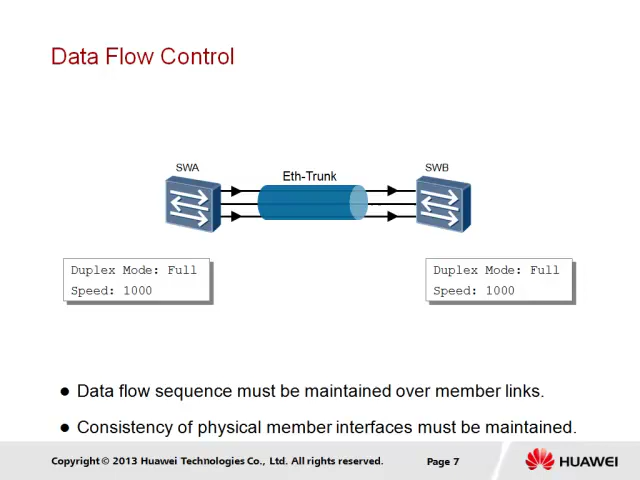 Data Flow Control
SWA
Eth-Trunk
SWB
Duplex Mode: Full
Speed: 1000
Duplex Mode: Full
Speed: 1000
● Data flow sequence must be maintained over member links.
● Consistency of physical member interfaces must be maintained.
Copyright © 2013 Huawei Technologies Co., Ltd. All rights reserved.
Page 7
HUAWEI